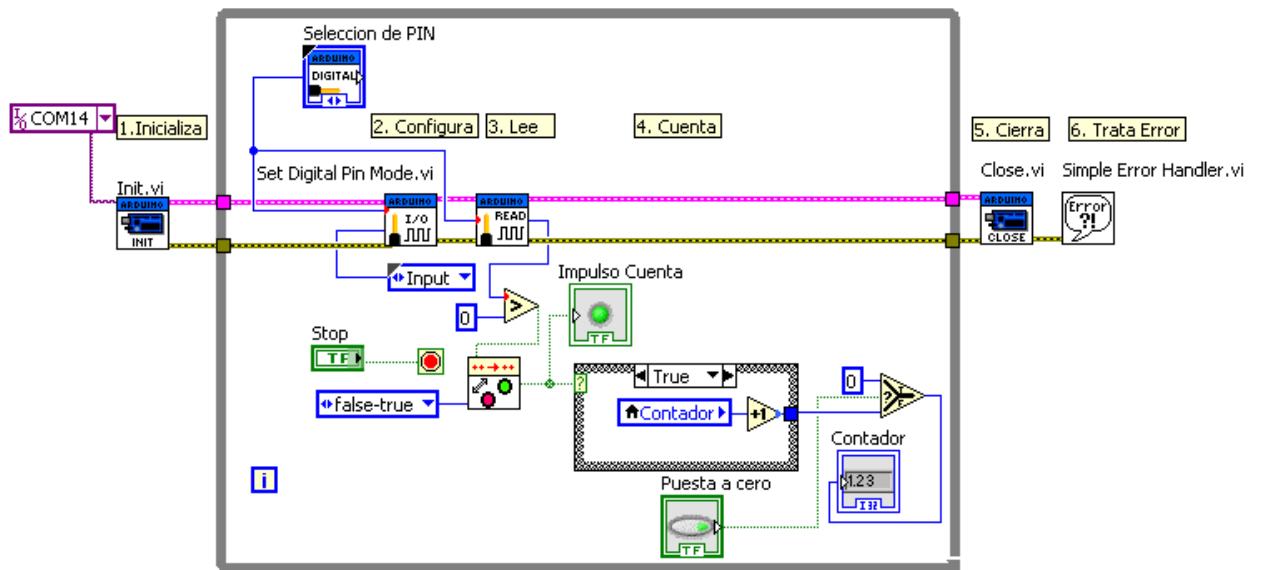 Seleccion de PIN
ARDUINO
DIGITAL
COM14
1.Inicializa
2. Configura
3. Lee
4. Cuenta
5. Cierra
6. Trata Error
Init.vi
Set Digital Pin Mode.vi
Close.vi
Simple Error Handler.vi
ARDUINO
INIT
ARDUINO
I/O
ARDUINO
READ
ARDUINO
CLOSE
Error
?!
Input
Impulso Cuenta
TF
>
0
Stop
TF
false-true
?
True
Contador
+1
0
?
T
F
Contador
1.23
I32
i
Puesta a cero
TF